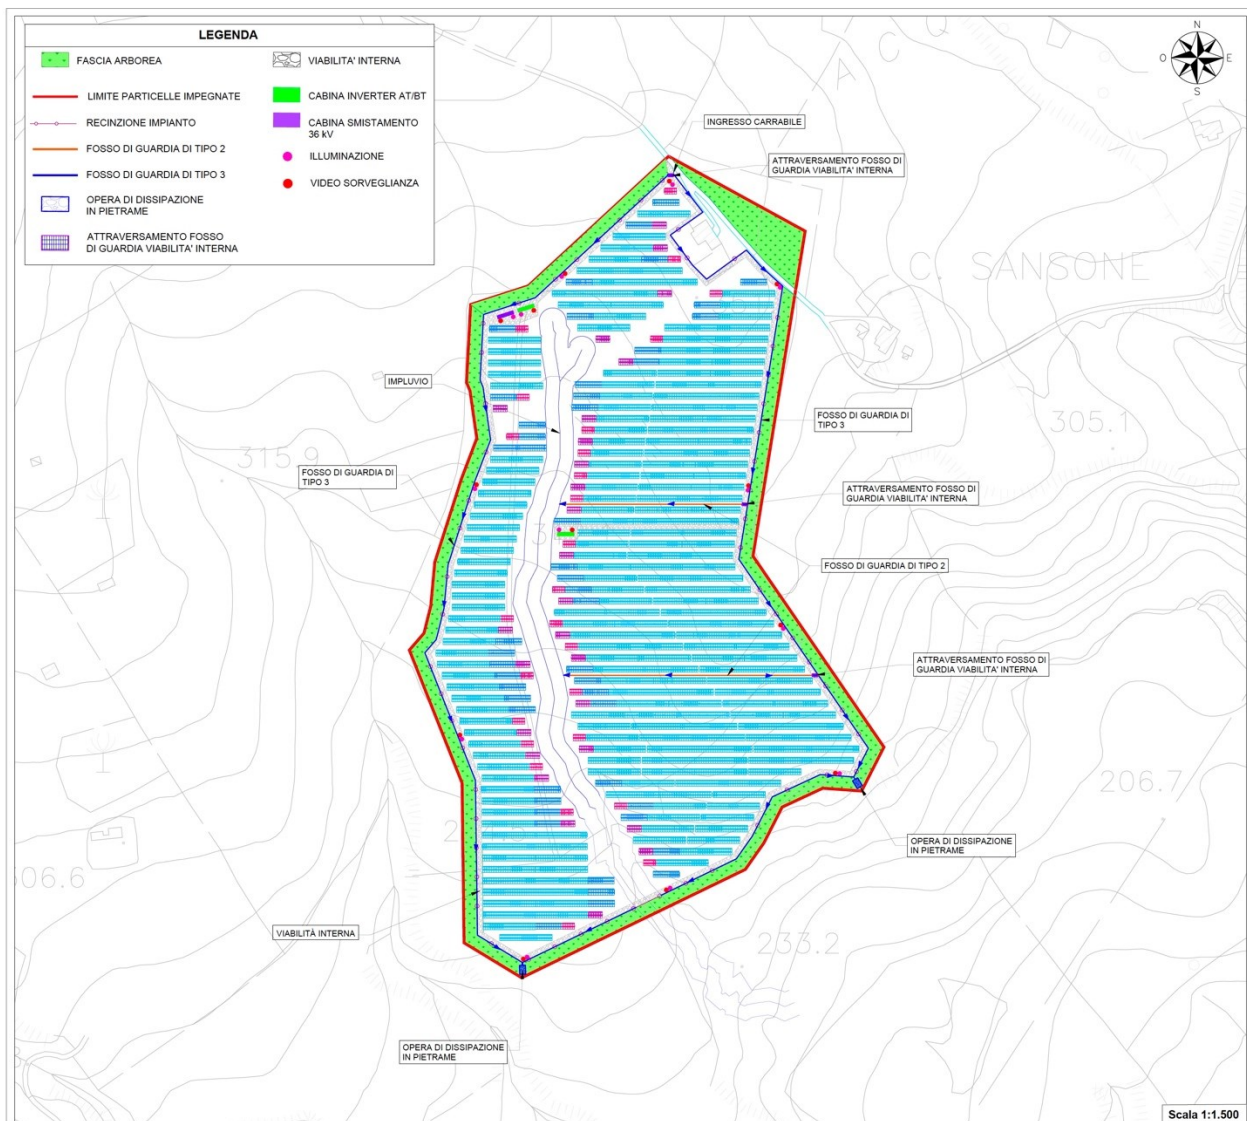 LEGENDA
FASCIA ARBOREA
LIMITE PARTICELLE IMPEGNATE
RECINZIONE IMPIANTO
FOSSO DI GUARDIA DI TIPO 2
FOSSO DI GUARDIA DI TIPO 3
OPERA DI DISSIPAZIONE
IN PIETRAME
ATTRAVERSAMENTO FOSSO
DI GUARDIA VIABILITA' INTERNA
VIABILITA' INTERNA
CABINA INVERTER AT/BT
CABINA SMISTAMENTO
36 kV
ILLUMINAZIONE
VIDEO SORVEGLIANZA
N
O
E
S
INGRESSO CARRABILE
ATTRAVERSAMENTO FOSSO DI
GUARDIA VIABILITA' INTERNA
C. SANSONE
IMPLUVIO
FOSSO DI GUARDIA DI
TIPO 3
305.1
315.9
FOSSO DI GUARDIA DI
TIPO 3
ATTRAVERSAMENTO FOSSO DI
GUARDIA VIABILITA' INTERNA
FOSSO DI GUARDIA DI TIPO 2
ATTRAVERSAMENTO FOSSO DI
GUARDIA VIABILITA' INTERNA
206.7
OPERA DI DISSIPAZIONE
IN PIETRAME
06.6
VIABILITÀ INTERNA
233.2
OPERA DI DISSIPAZIONE
IN PIETRAME
Scala 1:1.500